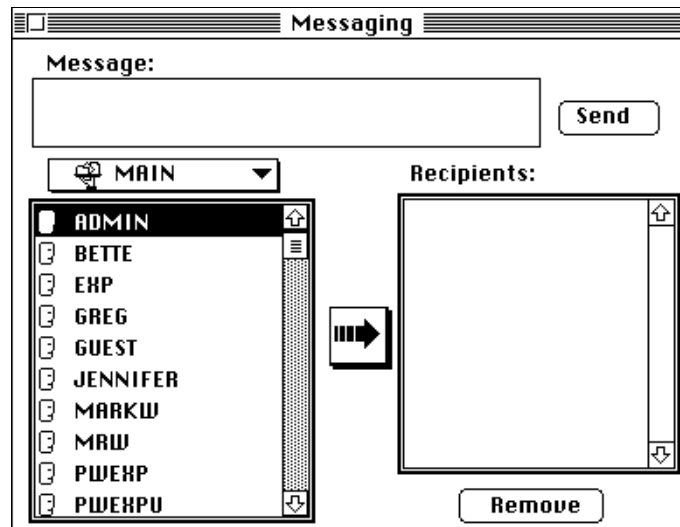 Messaging
Message:
Send
MAIN
Recipients:
ADMIN
BETTE
EXP
GREG
GUEST
JENNIFER
MARKW
MRW
PWEXP
PWEXPU
Remove